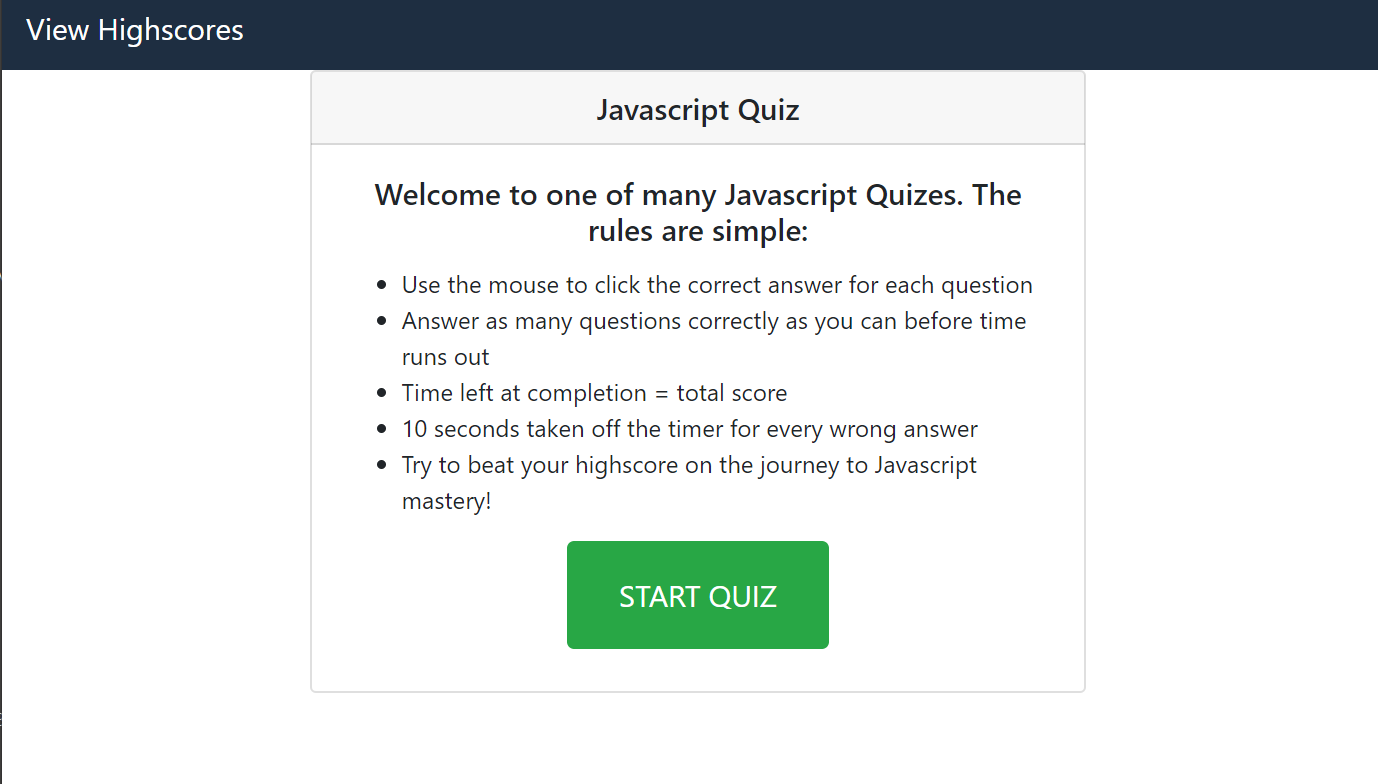 View Highscores
Javascript Quiz
Welcome to one of many Javascript Quizes. The
rules are simple:
Use the mouse to click the correct answer for each question
Answer as many questions correctly as you can before time
runs out
Time left at completion = total score
10 seconds taken off the timer for every wrong answer
Try to beat your highscore on the journey to Javascript
mastery!
START QUIZ